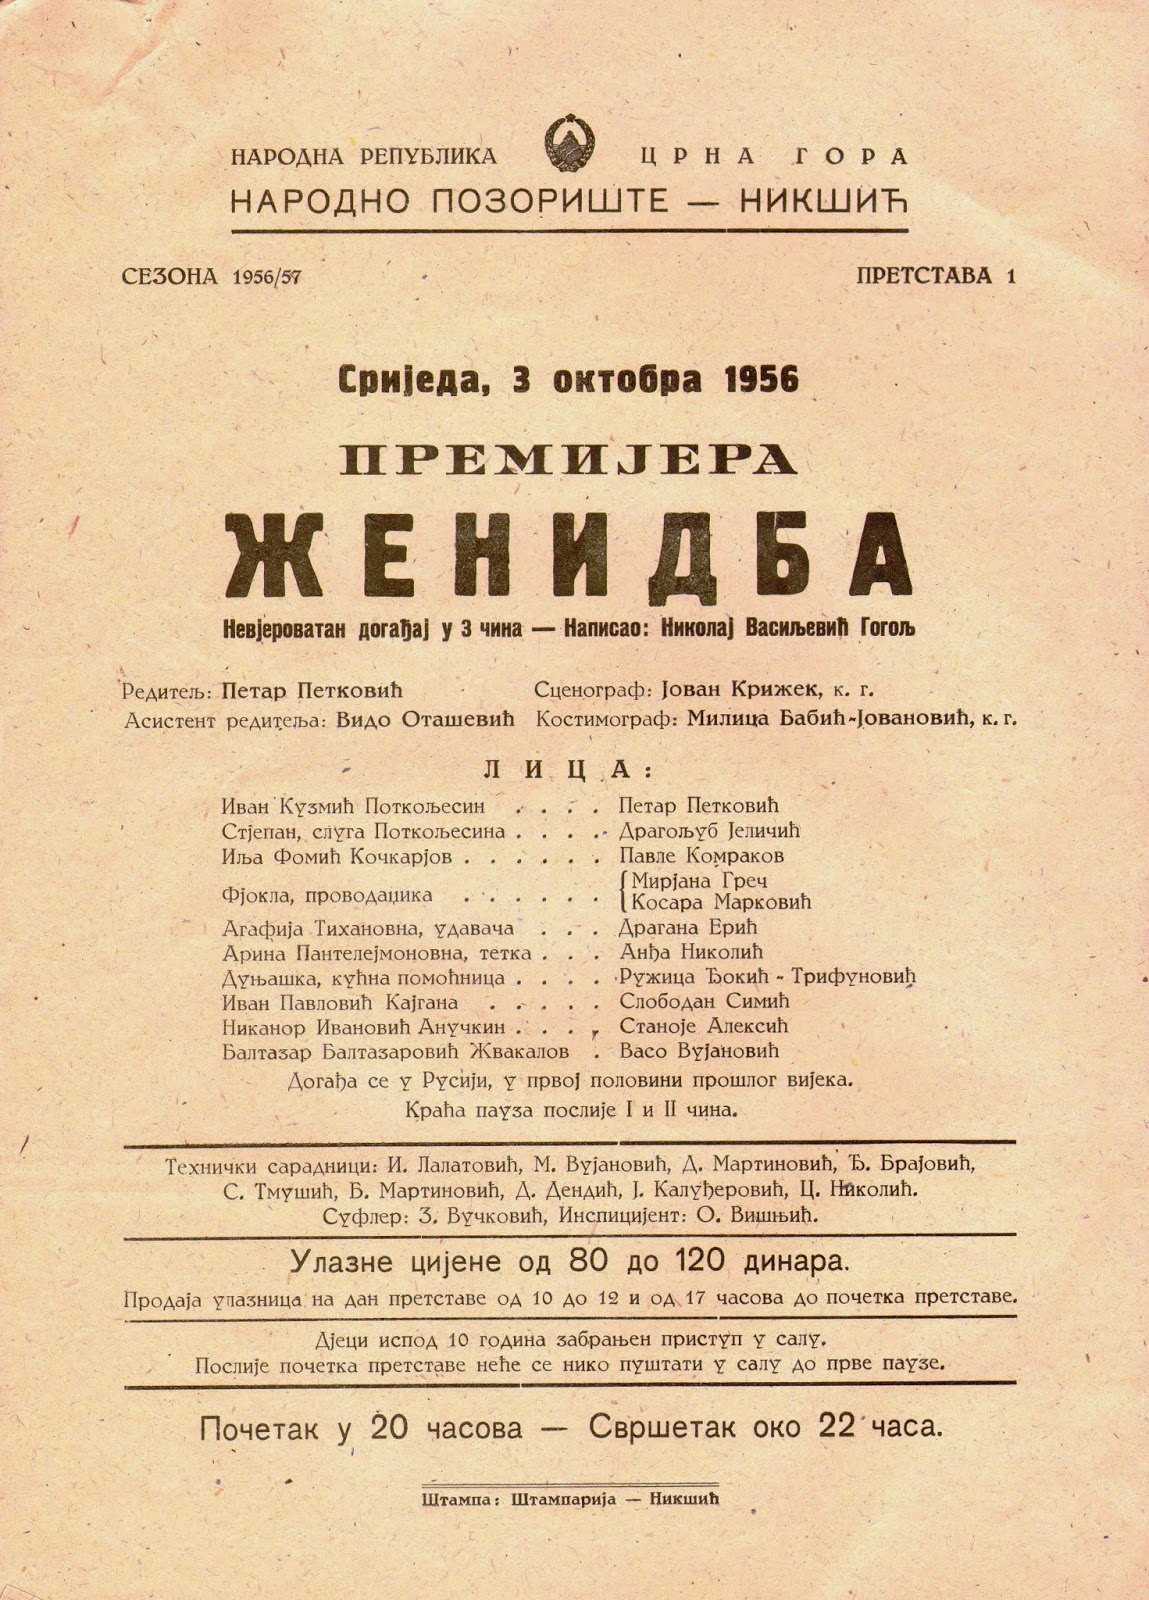 НАРОДНА РЕПУБЛИКА ЦРНА ГОРА
НАРОДНО ПОЗОРИШТЕ — НИКШИЋ
СЕЗОНА 1956/57 ПРЕТСТАВА 1
Сриједа, 3 октобра 1956
ПРЕМИЈЕРА
ЖЕНИДБА
Невјероватан догађај у 3 чина — Написао: Николај Васиљевић Гогољ
Редитељ: Петар Петковић Сценограф: Јован Крижек, к. г.
Асистент редитеља: Видо Оташевић Костимограф: Милица Бабић-Јовановић, к. г.
ЛИЦА:
Иван Кузмић Поткољесин . . . . Петар Петковић
Стјепан, слуга Поткољесина . . . . Драгољуб Јеличић
Иља Фомић Кочкарјов . . . . . . Павле Комраков
Фјокла, проводаџика . . . . . . { Мирјана Греч
Косара Марковић
Агафија Тихановна, удавача . . . Драгана Ерић
Арина Пантелејмоновна, тетка . . . Анђа Николић
Дуњашка, кућна помоћница . . . . Ружица Ђокић - Трифуновић
Иван Павловић Кајгана . . . . . Слободан Симић
Никанор Ивановић Анучкин . . . , Станоје Алексић
Балтазар Балтазаровић Жвакалов . Васо Вујановић
Догађа се у Русији, у првој половини прошлог вијека.
Краћа пауза послије I и II чина.
Технички сарадници: И. Лалатовић, М. Вујановић, Д. Мартиновић, Ђ. Брајовић,
С. Тмушић, Б. Мартиновић, Д. Дендић, Ј. Калуђеровић, Ц. Николић.
Суфлер: З. Вучковић, Инспицијент: О. Вишњић.
Улазне цијене од 80 до 120 динара.
Продаја улазница на дан претставе од 10 до 12 и од 17 часова до почетка претставе.
Дјеци испод 10 година забрањен приступ у салу.
Послије почетка претставе неће се нико пуштати у салу до прве паузе.
Почетак у 20 часова — Свршетак око 22 часа.
Штампа: Штампарија — Никшић